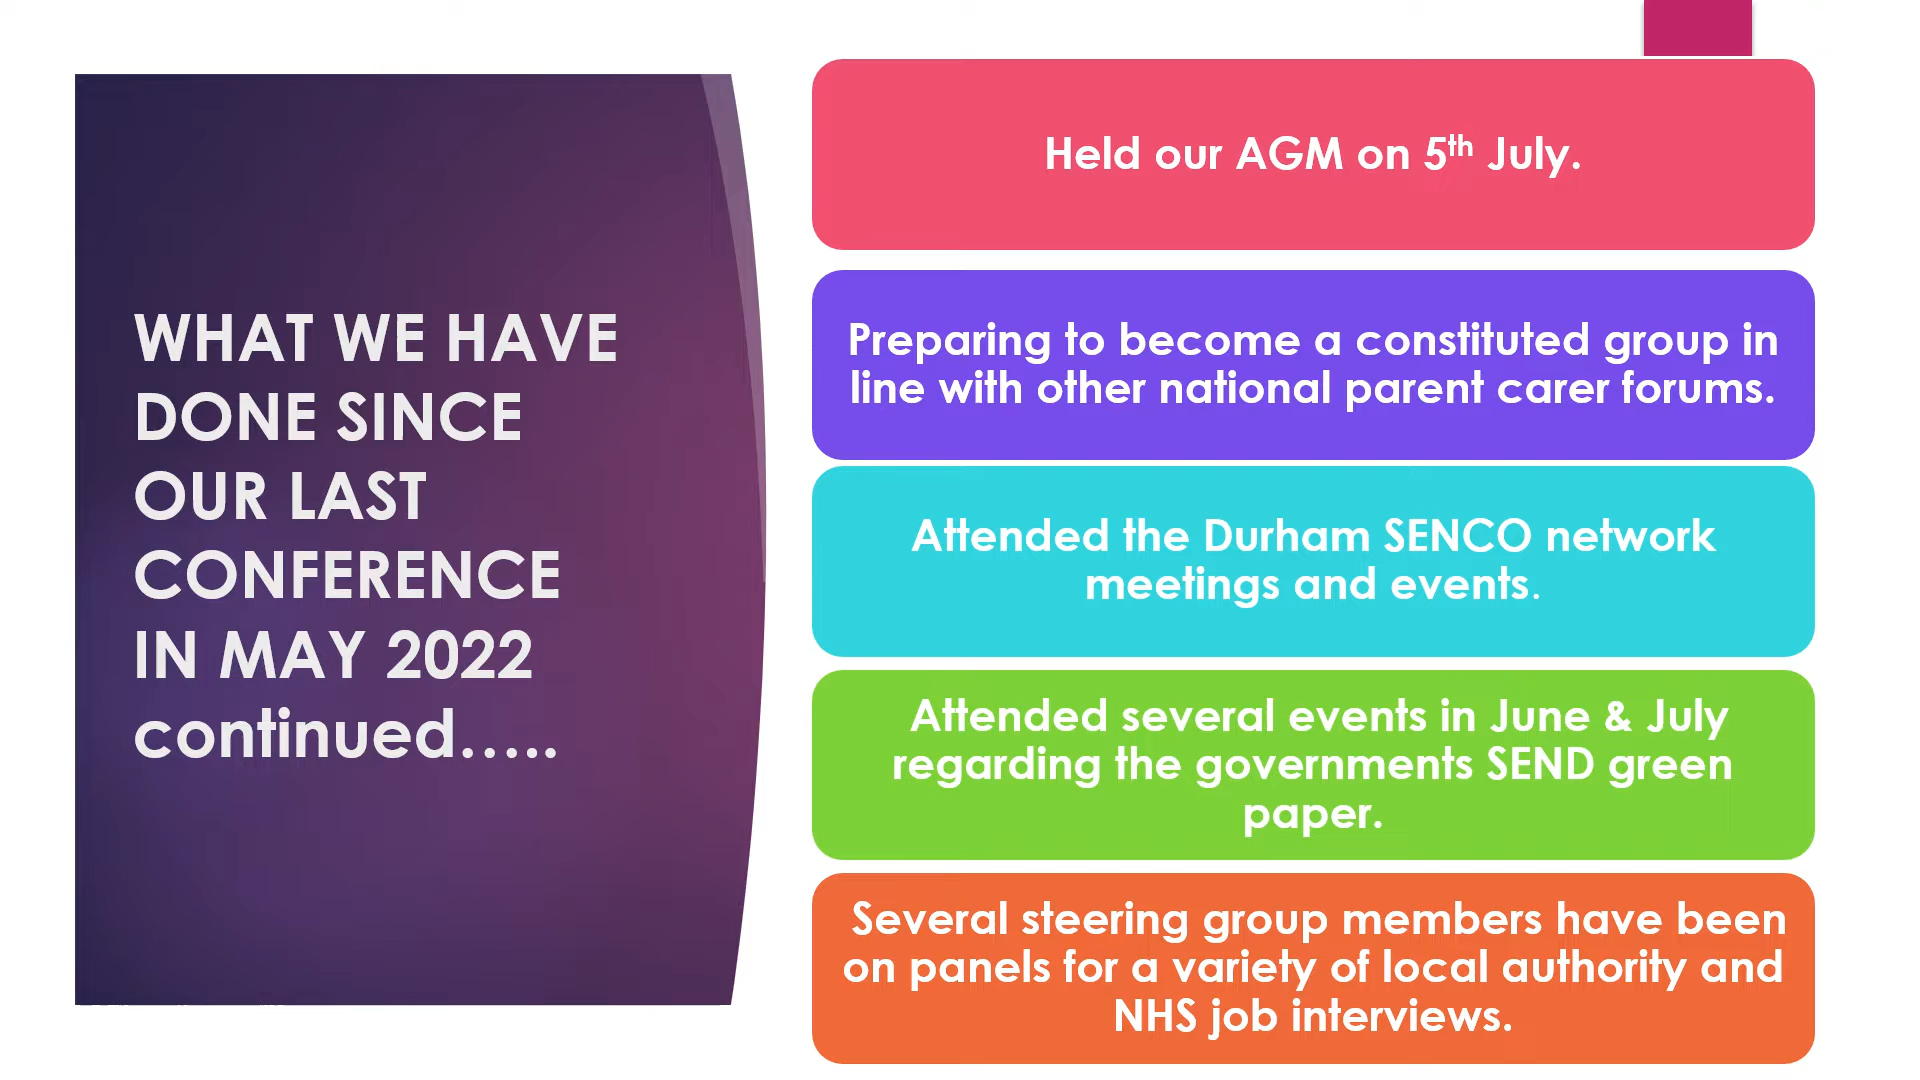 WHAT WE HAVE
DONE SINCE
OUR LAST
CONFERENCE
IN MAY 2022
continued…..
Held our AGM on 5th July.
Preparing to become a constituted group in
line with other national parent carer forums.
Attended the Durham SENCO network
meetings and events.
Attended several events in June & July
regarding the governments SEND green
paper.
Several steering group members have been
on panels for a variety of local authority and
NHS job interviews.